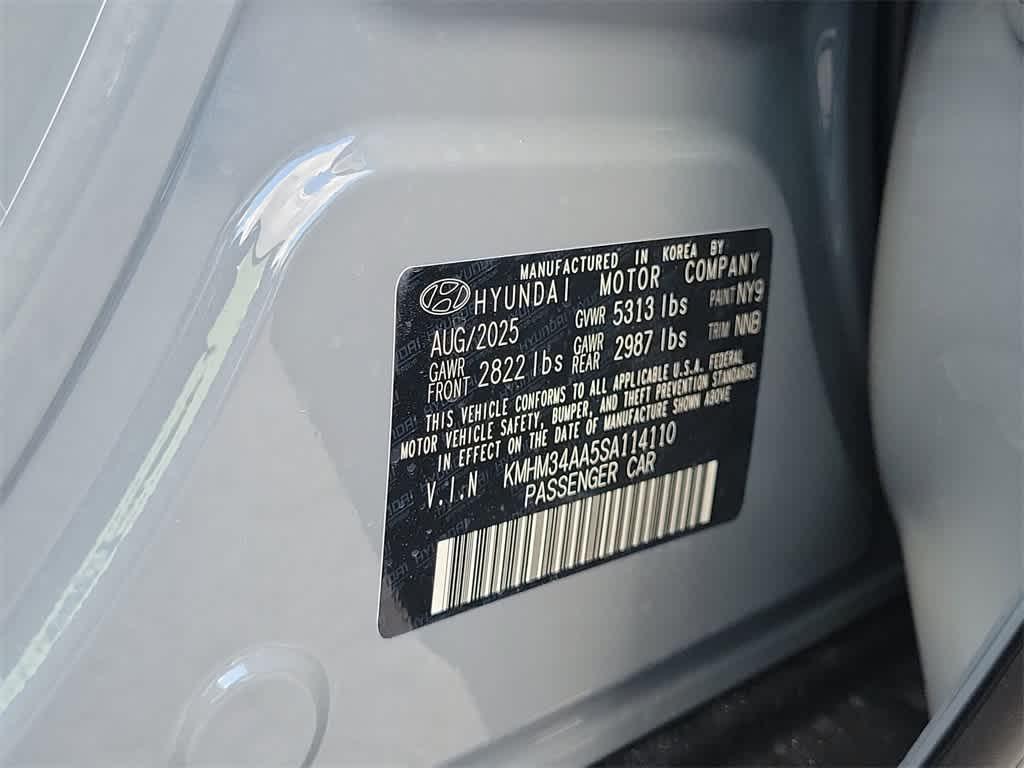 MANUFACTURED IN KOREA BY
HYUNDAI MOTOR COMPANY
AUG/2025 GVWR 5313 lbs PAINT NY9
GAWR FRONT 2822 lbs GAWR REAR 2987 lbs TRIM NNB
THIS VEHICLE CONFORMS TO ALL APPLICABLE U.S.A. FEDERAL
MOTOR VEHICLE SAFETY, BUMPER, AND THEFT PREVENTION STANDARDS
IN EFFECT ON THE DATE OF MANUFACTURE SHOWN ABOVE
V.I.N KMHM34AA5SA114110
PASSENGER CAR